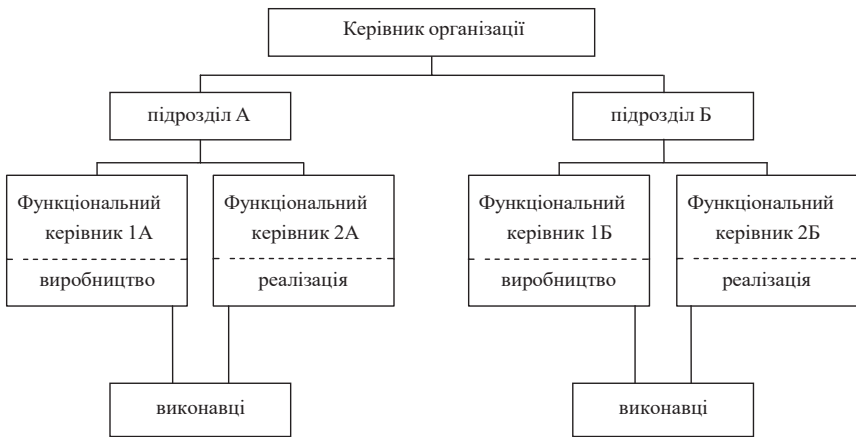 Керівник організації
підрозділ А
підрозділ Б
Функціональний
керівник 1А
виробництво
Функціональний
керівник 2А
реалізація
Функціональний
керівник 1Б
виробництво
Функціональний
керівник 2Б
реалізація
виконавці
виконавці